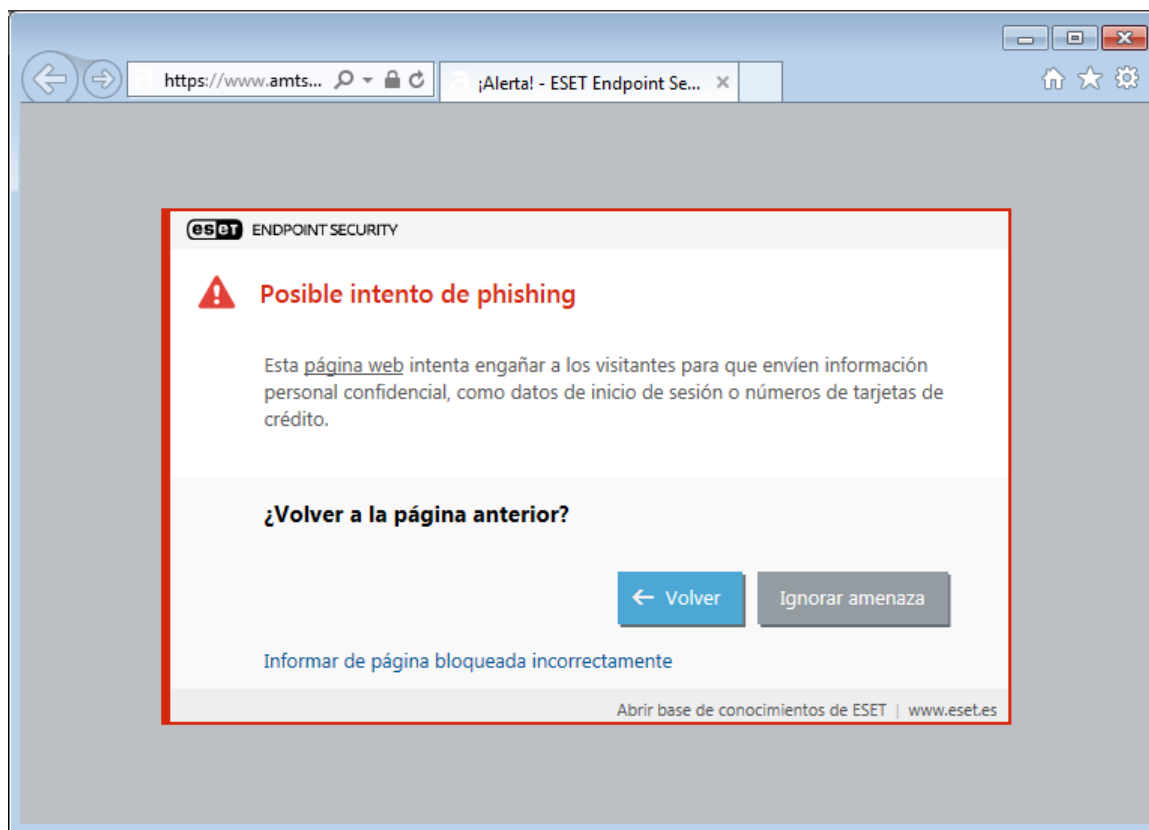 https://www.amts...
¡Alerta! - ESET Endpoint Se...
eset ENDPOINT SECURITY
Posible intento de phishing
Esta página web intenta engañar a los visitantes para que envíen información
personal confidencial, como datos de inicio de sesión o números de tarjetas de
crédito.
¿Volver a la página anterior?
Volver
Ignorar amenaza
Informar de página bloqueada incorrectamente
Abrir base de conocimientos de ESET | www.eset.es